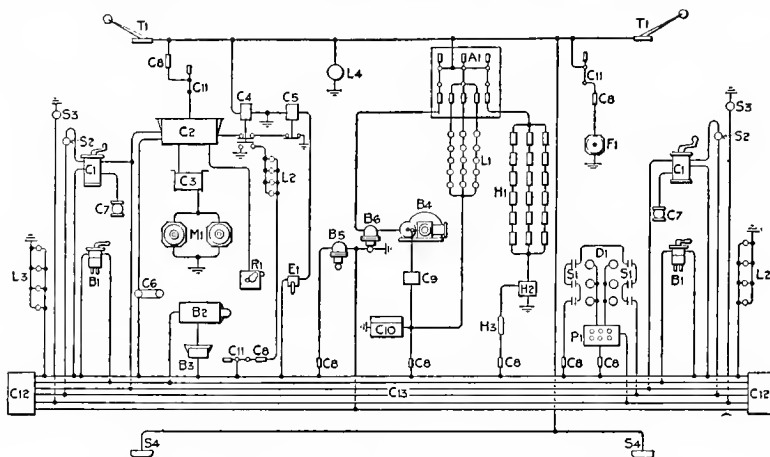 T1
T1
C8
C11
L4
A1
C11
C8
S3
S2
C4
C5
C2
C1
C7
L2
L1
H1
F1
S3
S2
C1
C7
C3
M1
B5
B6
B4
D1
S1
S1
L3
B1
C6
R1
P
E1
C9
H2
B1
L2
B2
B3
C11
C8
C10
H3
P1
C8
C8
C8
C8
C8
C12
C13
C12
S4
S4